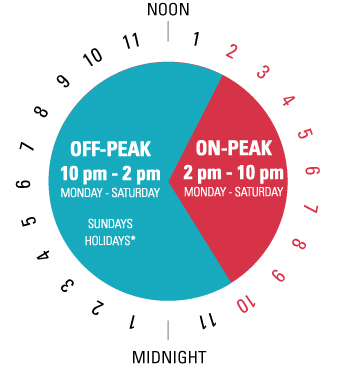 NOON
1
2
3
4
5
6
7
8
9
10
11
MIDNIGHT
1
2
3
4
5
6
7
8
9
10
11
OFF-PEAK
10 pm - 2 pm
MONDAY - SATURDAY
SUNDAYS
HOLIDAYS*
ON-PEAK
2 pm - 10 pm
MONDAY - SATURDAY